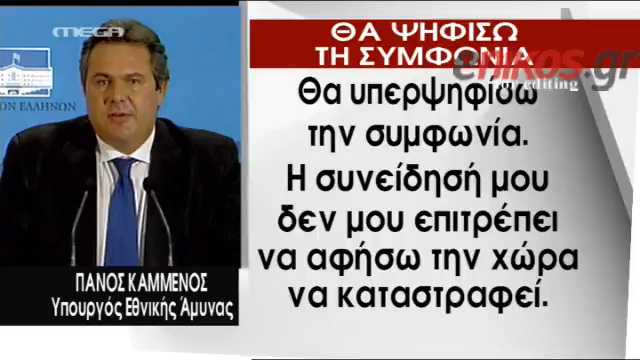 MEGA
ΩΝ ΕΛΛΗΝΩΝ
ΘΑ ΨΗΦΙΣΩ
ΤΗ ΣΥΜΦΩΝΙΑ
enikos.gr
editing
Θα υπερψηφίσω
την συμφωνία.
Η συνείδησή μου
δεν μου επιτρέπει
να αφήσω την χώρα
να καταστραφεί.
ΠΑΝΟΣ ΚΑΜΜΕΝΟΣ
Υπουργός Εθνικής Άμυνας